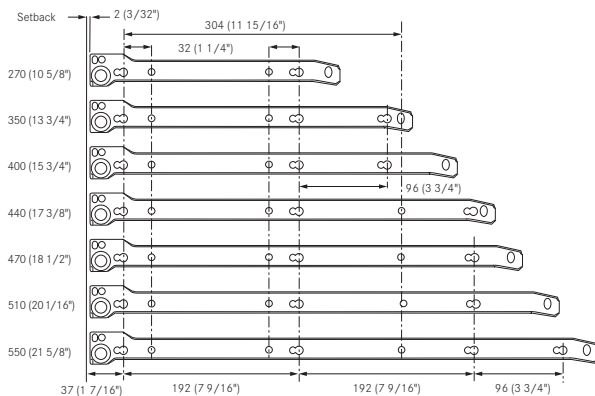 Setback
2 (3/32")
304 (11 15/16")
32 (1 1/4")
270 (10 5/8")
350 (13 3/4")
400 (15 3/4")
96 (3 3/4")
440 (17 3/8")
470 (18 1/2")
510 (20 1/16")
550 (21 5/8")
37 (1 7/16")
192 (7 9/16")
192 (7 9/16")
96 (3 3/4")